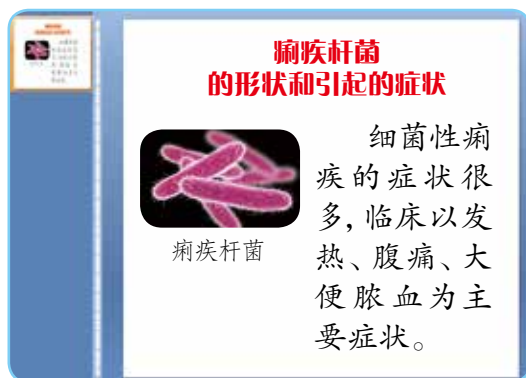 痢疾杆菌
的形状和引起的症状
细菌性痢
疾的症状很
多,临床以发
热、腹痛、大
便脓血为主
要症状。
痢疾杆菌